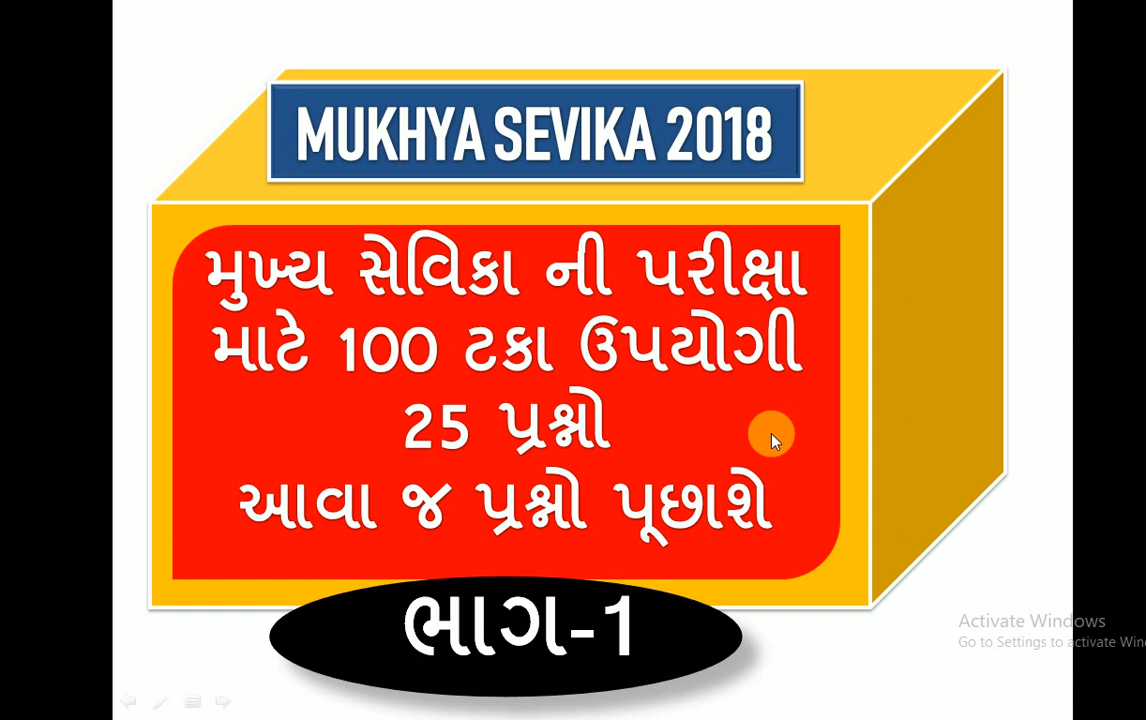 MUKHYA SEVIKA 2018
મુખ્ય સેવિકા ની પરીક્ષા
માટે 100 ટકા ઉપયોગી
25 પ્રશ્નો
આવા જ પ્રશ્નો પૂછાશે
ભાગ-1
Activate Windows
Go to Settings to activate Win